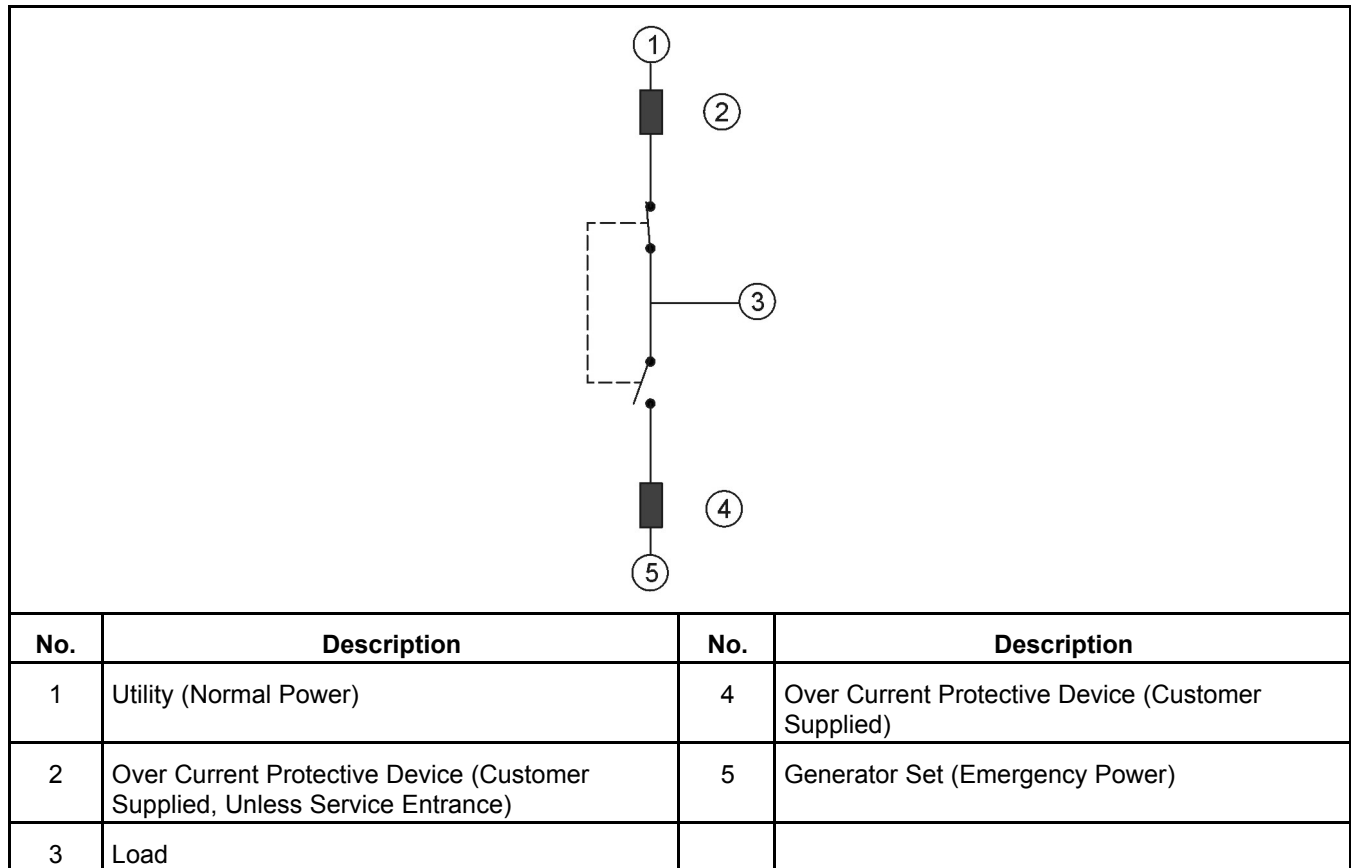 1
2
3
4
5
No. Description No. Description
1 Utility (Normal Power) 4 Over Current Protective Device (Customer
Supplied)
2 Over Current Protective Device (Customer
Supplied, Unless Service Entrance) 5 Generator Set (Emergency Power)
3 Load